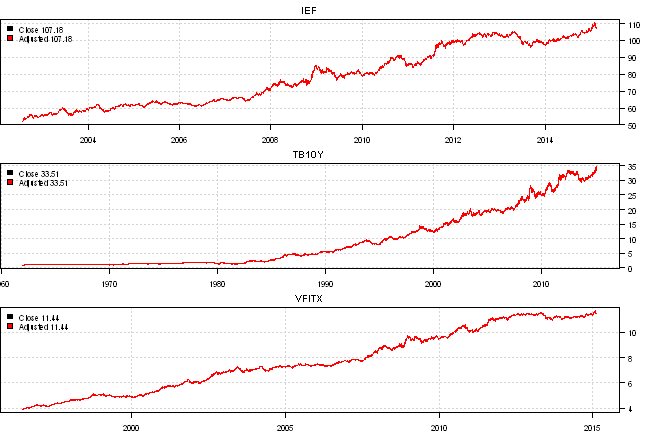 IEF
Close 107.18
Adjusted 107.18
110
100
90
80
70
60
50
2004 2006 2008 2010 2012 2014
TB10Y
Close 33.51
Adjusted 33.51
35
30
25
20
15
10
5
0
960 1970 1980 1990 2000 2010
VFITX
Close 11.44
Adjusted 11.44
10
8
6
4
2000 2005 2010 2015